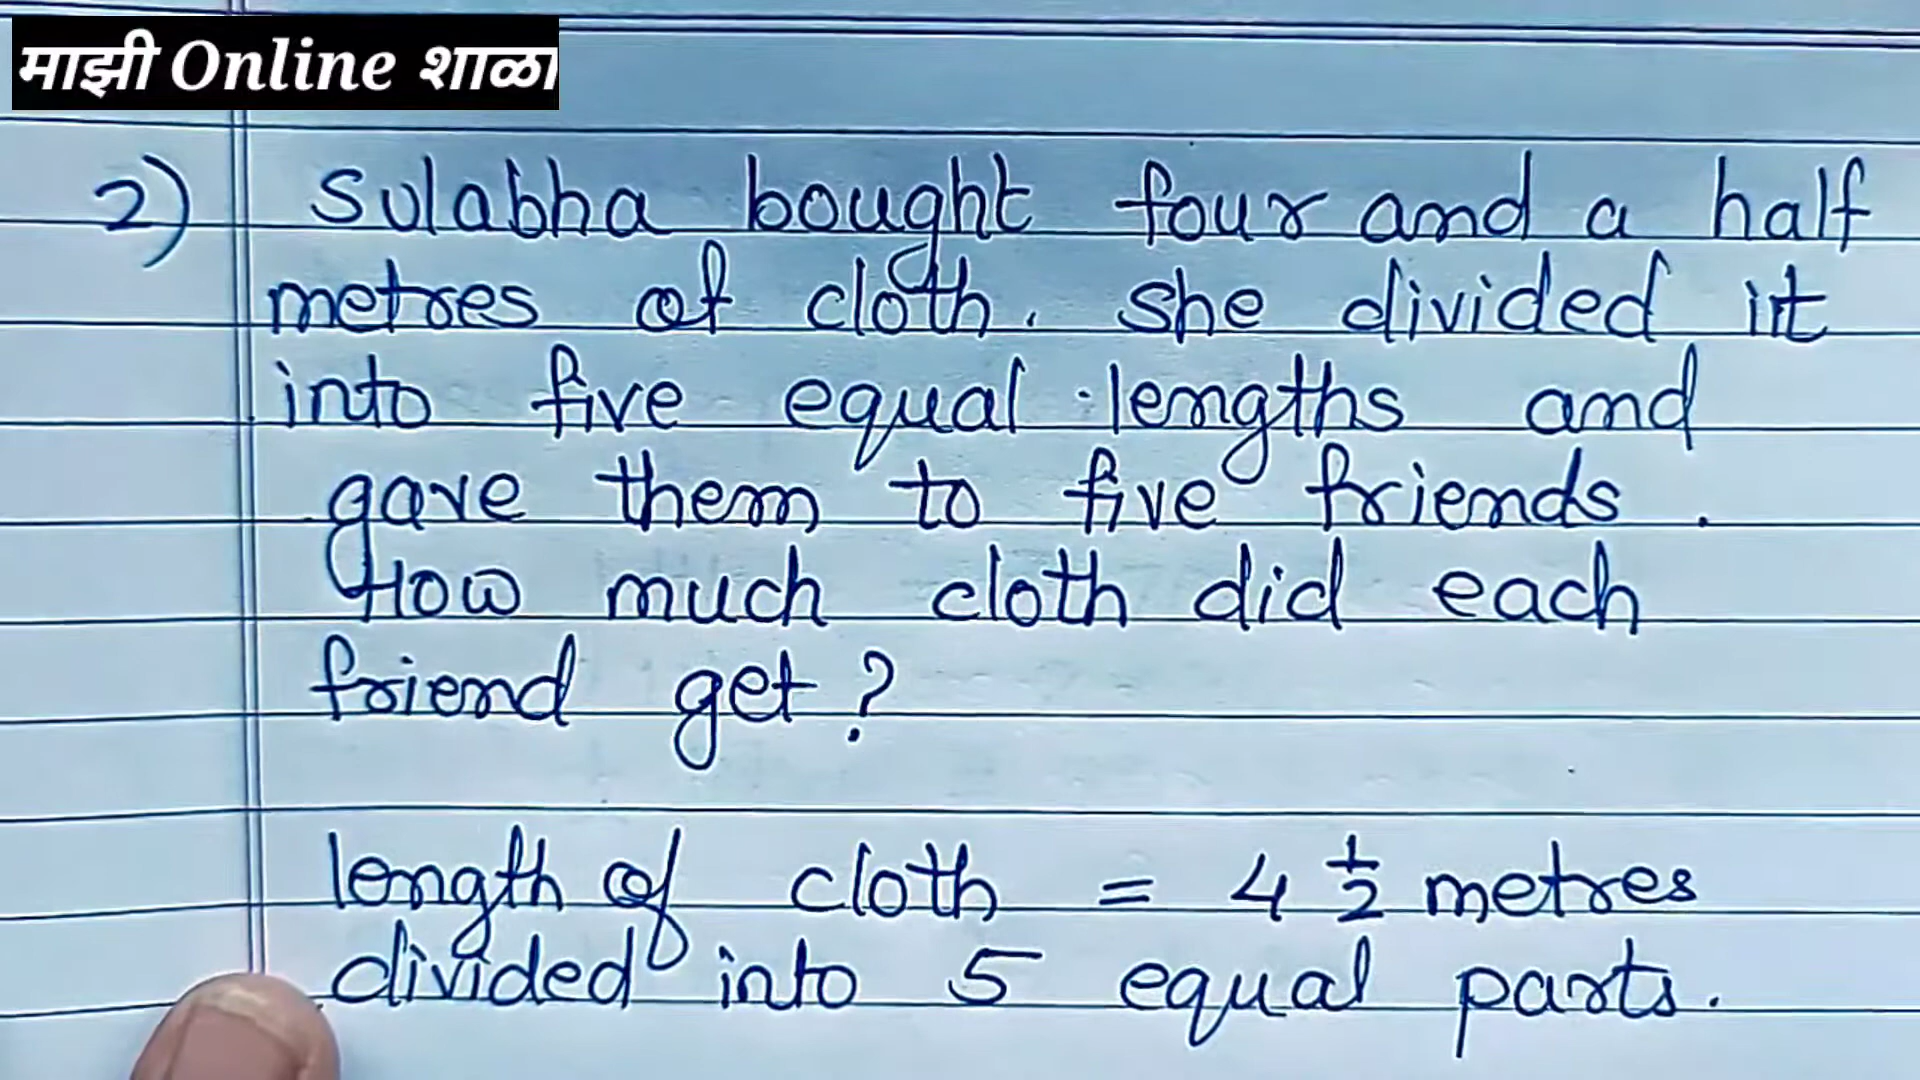 माझी Online शाळा
2) Sulabha bought four and a half
metres of cloth. She divided it
into five equal lengths and
gave them to five friends.
How much cloth did each
friend get?
length of cloth = 4 1/2 metres
divided into 5 equal parts.